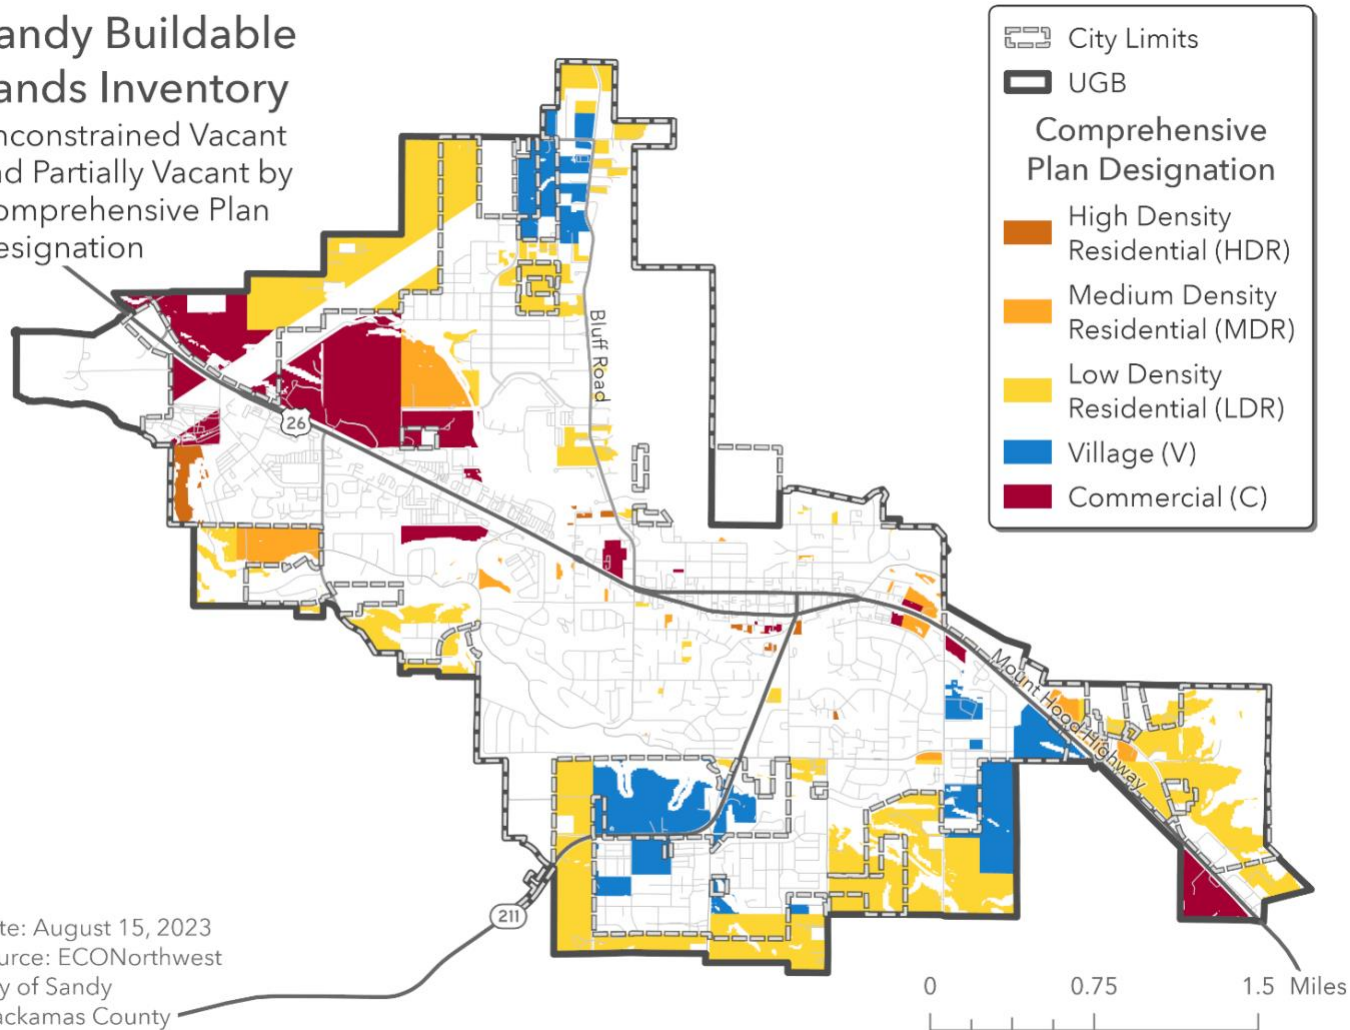 andy Buildable
ands Inventory
nconstrained Vacant
nd Partially Vacant by
omprehensive Plan
esignation
City Limits
UGB
Comprehensive
Plan Designation
High Density
Residential (HDR)
Medium Density
Residential (MDR)
Low Density
Residential (LDR)
Village (V)
Commercial (C)
Bluff Road
26
Mount Hood Highway
211
te: August 15, 2023
urce: ECONorthwest
y of Sandy
ackamas County
0 0.75 1.5 Miles